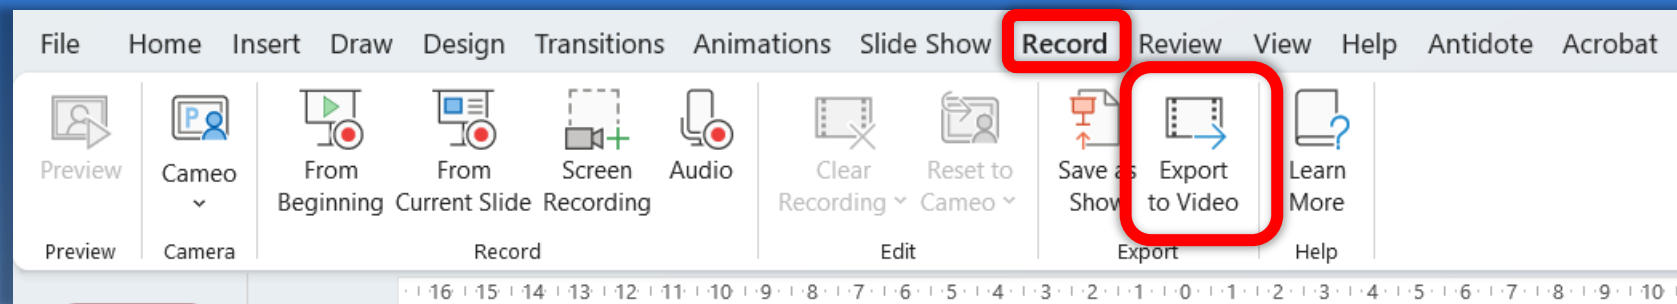 File Home Insert Draw Design Transitions Animations Slide Show Record Review View Help Antidote Acrobat
Preview
Cameo
From
Beginning
From
Current Slide
Screen
Recording
Audio
Clear
Recording
Reset to
Cameo
Save as
Show
Export
to Video
Learn
More
Preview Camera Record Edit Export Help
16 15 14 13 12 11 10 9 8 7 6 5 4 3 2 1 0 1 2 3 4 5 6 7 8 9 10